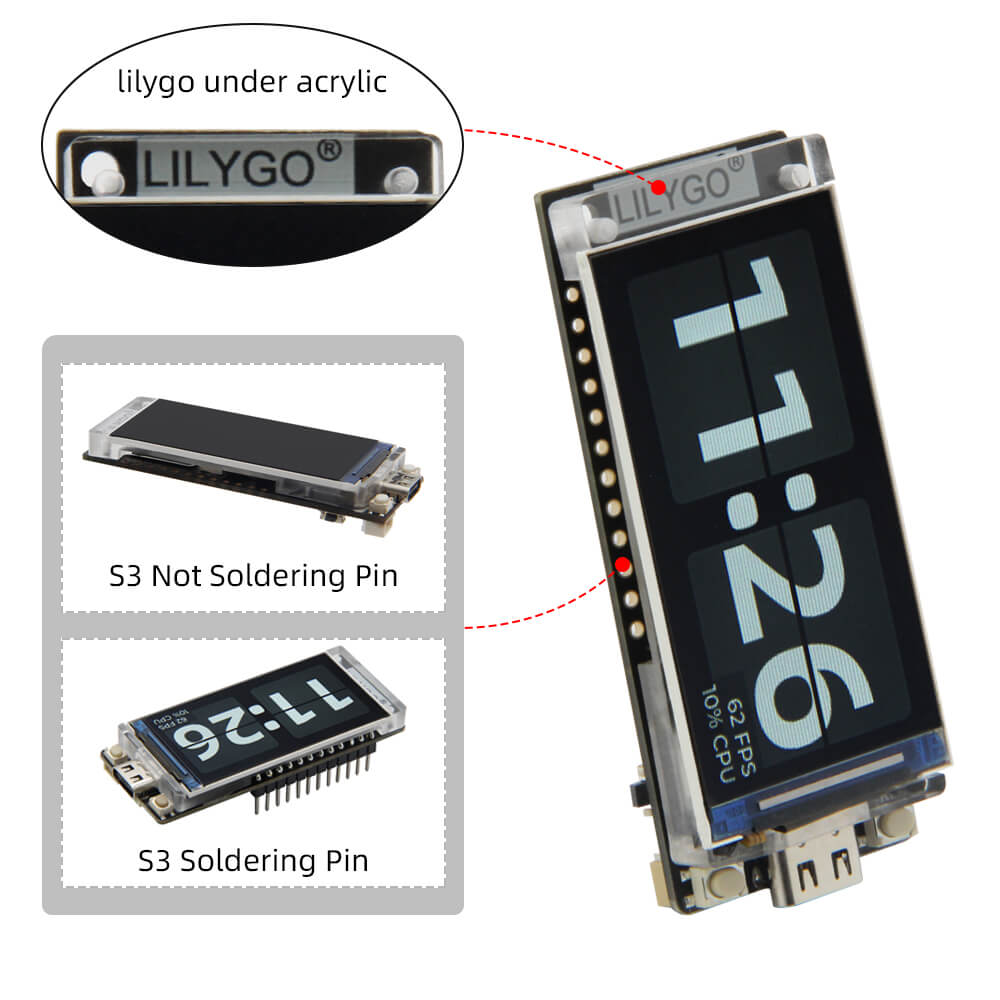 lilygo under acrylic
LILYGO®
LILYGO®
11:26
62 FPS
10% CPU
S3 Not Soldering Pin
11:26
62 FPS
10% CPU
S3 Soldering Pin